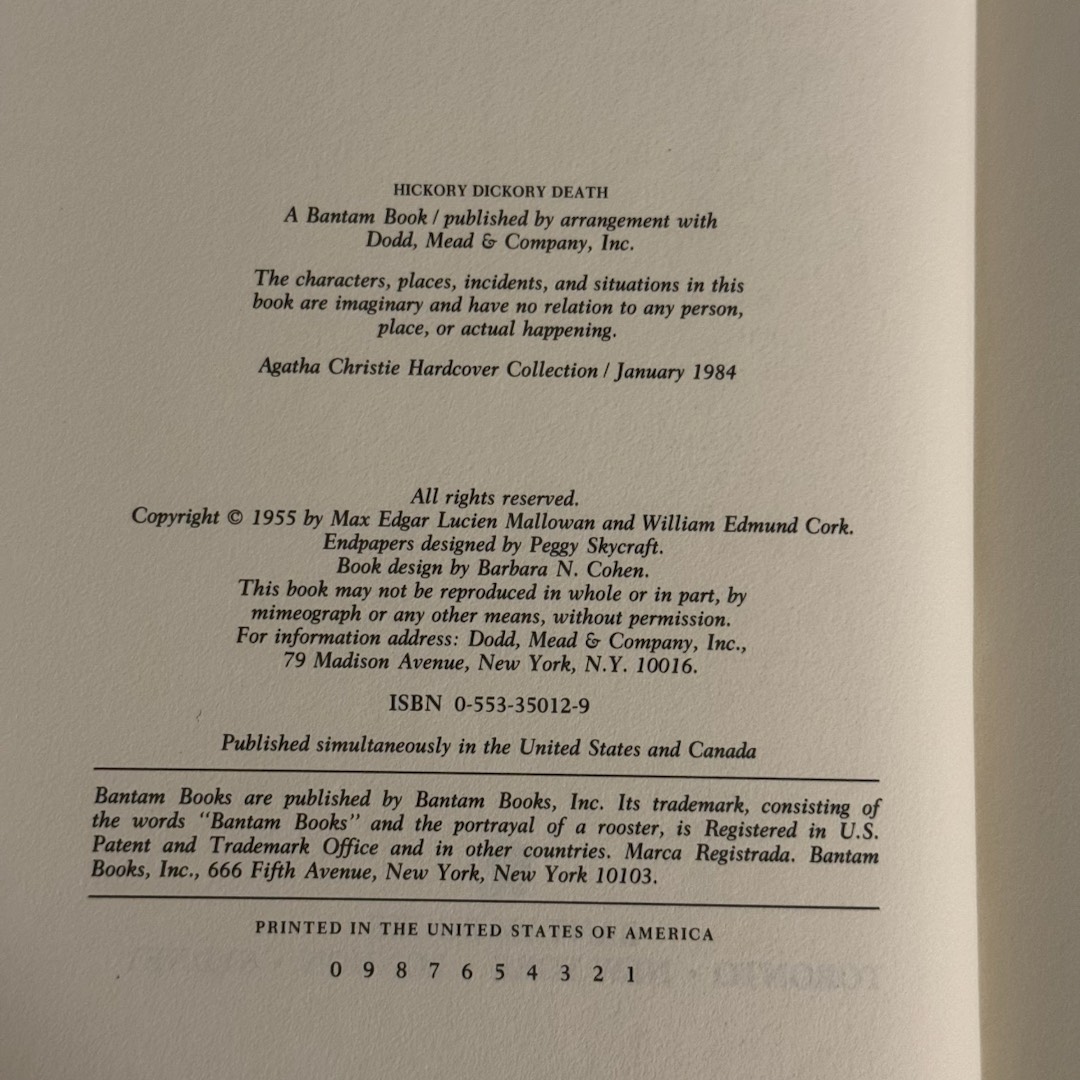 HICKORY DICKORY DEATH
A Bantam Book / published by arrangement with
Dodd, Mead & Company, Inc.
The characters, places, incidents, and situations in this
book are imaginary and have no relation to any person,
place, or actual happening.
Agatha Christie Hardcover Collection / January 1984
All rights reserved.
Copyright © 1955 by Max Edgar Lucien Mallowan and William Edmund Cork.
Endpapers designed by Peggy Skycraft.
Book design by Barbara N. Cohen.
This book may not be reproduced in whole or in part, by
mimeograph or any other means, without permission.
For information address: Dodd, Mead & Company, Inc.,
79 Madison Avenue, New York, N.Y. 10016.
ISBN 0-553-35012-9
Published simultaneously in the United States and Canada
Bantam Books are published by Bantam Books, Inc. Its trademark, consisting of
the words "Bantam Books" and the portrayal of a rooster, is Registered in U.S.
Patent and Trademark Office and in other countries. Marca Registrada. Bantam
Books, Inc., 666 Fifth Avenue, New York, New York 10103.
PRINTED IN THE UNITED STATES OF AMERICA
0 9 8 7 6 5 4 3 2 1